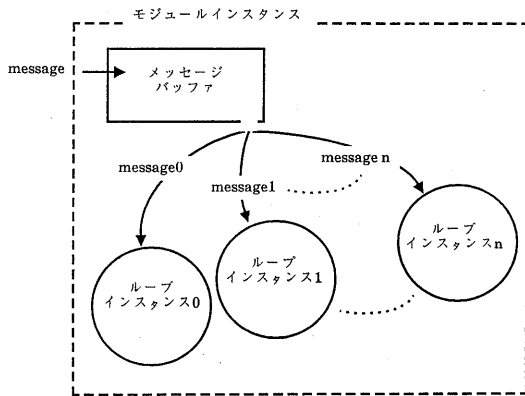 モジュールインスタンス
message
メッセージ
バッファ
message0
message1
message n
ループ
インスタンス0
ループ
インスタンス1
ループ
インスタンスn